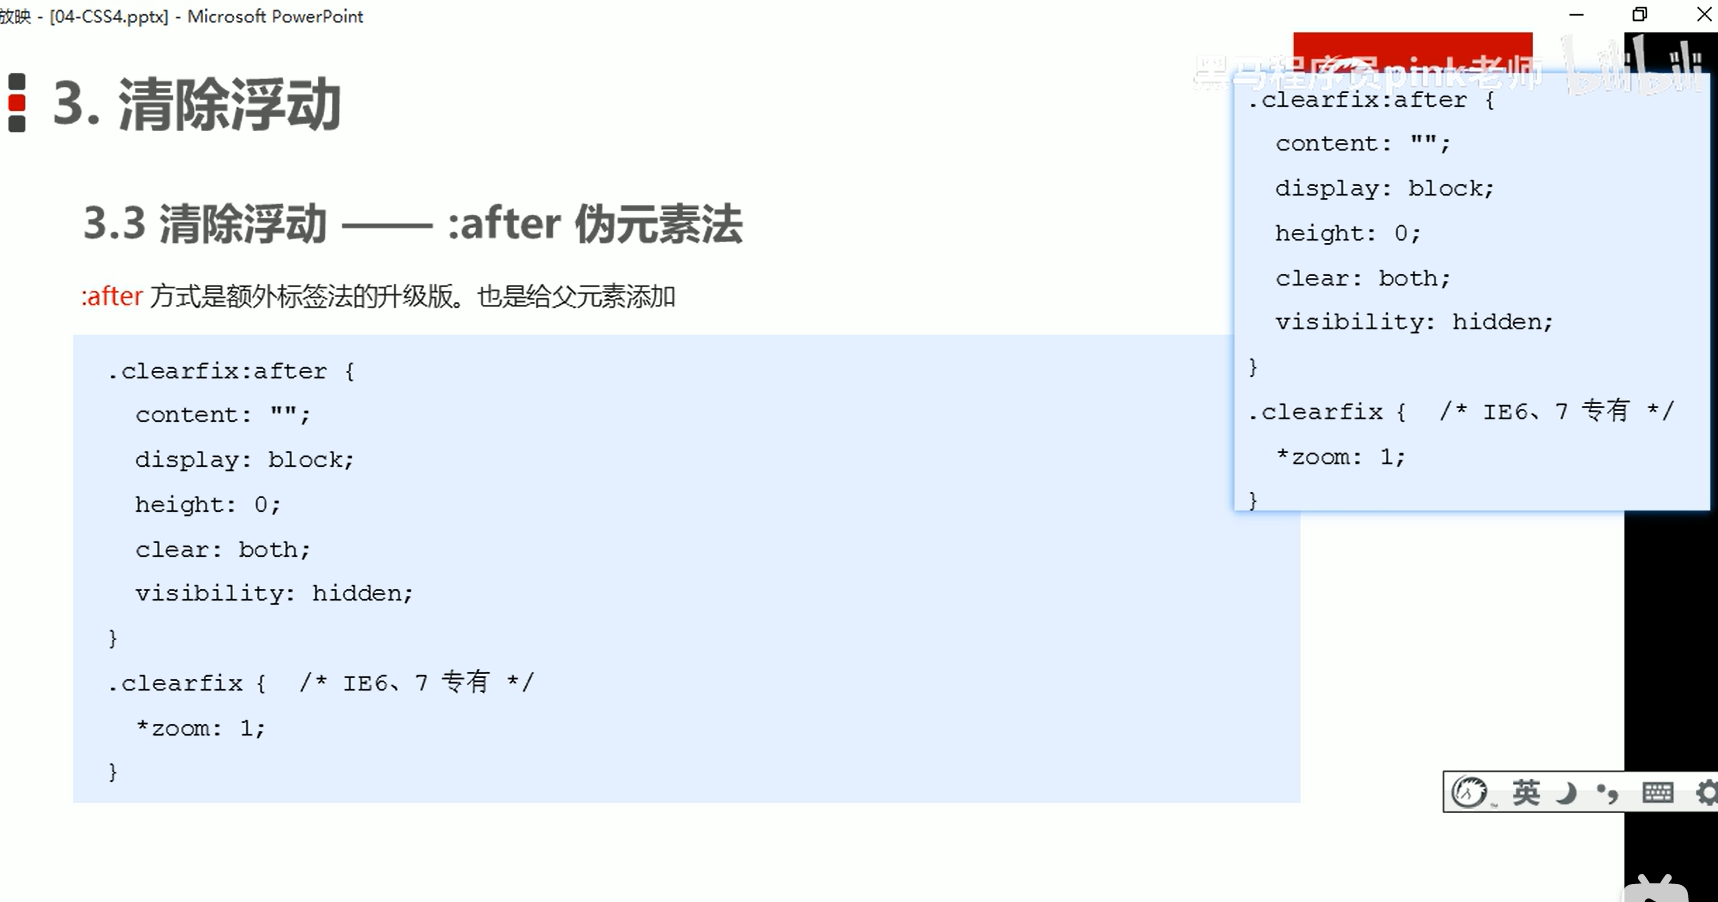 放映 - [04-CSS4.pptx] - Microsoft PowerPoint
黑马程序员pink老师
bilibili
3. 清除浮动
3.3 清除浮动 —— :after 伪元素法
:after 方式是额外标签法的升级版。也是给父元素添加
.clearfix:after {
content: "";
display: block;
height: 0;
clear: both;
visibility: hidden;
}
.clearfix { /* IE6、7 专有 */
*zoom: 1;
}
.clearfix:after {
content: "";
display: block;
height: 0;
clear: both;
visibility: hidden;
}
.clearfix { /* IE6、7 专有 */
*zoom: 1;
}
英